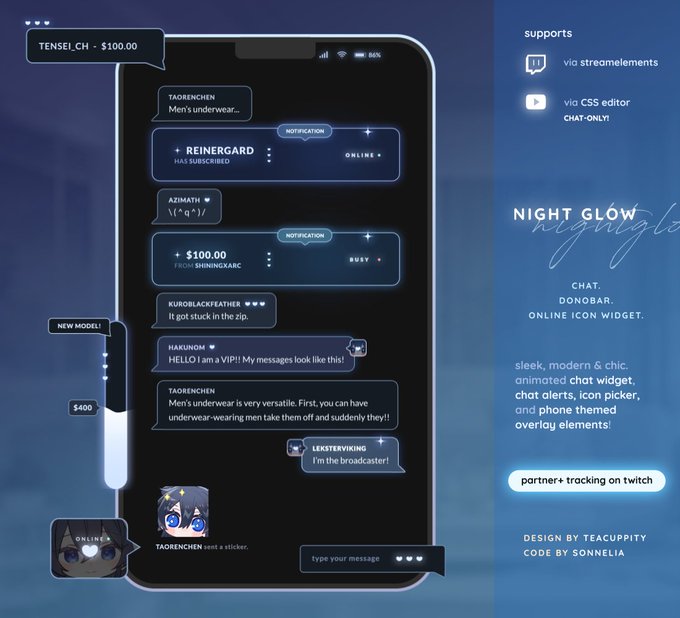 TENSEI_CH - $100.00
86%
TAORENCHEN
Men's underwear...
NOTIFICATION
REINERGARD
HAS SUBSCRIBED
ONLINE
AZIMATH
\(^q^)/
NOTIFICATION
$100.00
FROM SHININGXARC
BUSY
KUROBLACKFEATHER
It got stuck in the zip.
NEW MODEL!
HAKUNOM
HELLO I am a VIP!! My messages look like this!
TAORENCHEN
Men's underwear is very versatile. First, you can have
underwear-wearing men take them off and suddenly they!!
$400
LEKSTERVIKING
I'm the broadcaster!
TAORENCHEN sent a sticker.
ONLINE
type your message
supports
via streamelements
via CSS editor
CHAT-ONLY!
NIGHT GLOW
nightglo
CHAT.
DONOBAR.
ONLINE ICON WIDGET.
sleek, modern & chic.
animated chat widget,
chat alerts, icon picker,
and phone themed
overlay elements!
partner+ tracking on twitch
DESIGN BY TEACUPPITY
CODE BY SONNELIA